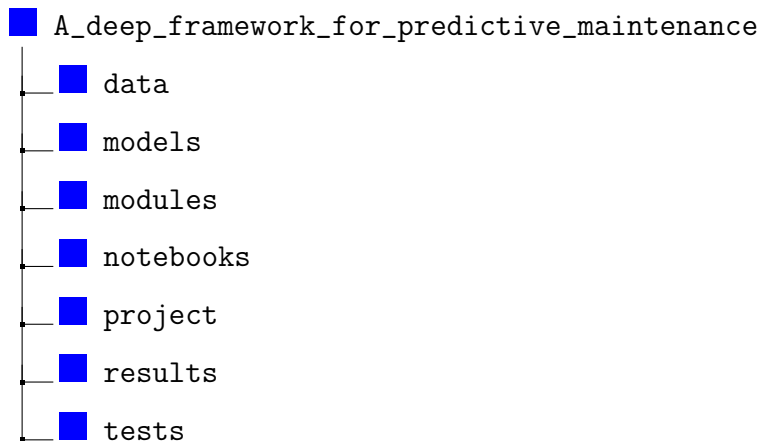 A_deep_framework_for_predictive_maintenance
data
models
modules
notebooks
project
results
tests